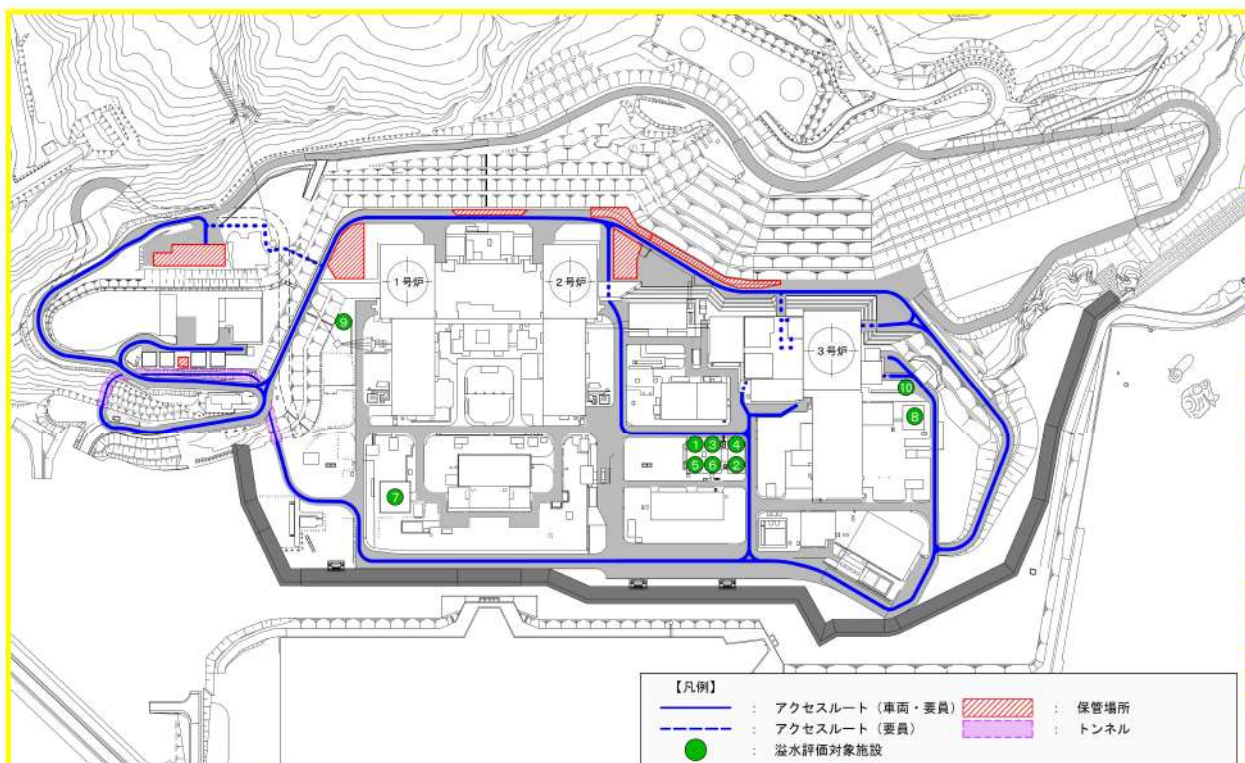 1号炉
2号炉
⑨
3号炉
⑩
⑧
① ③ ④
⑤ ⑥ ②
⑦
【凡例】
: アクセスルート（車両・要員） : 保管場所
: アクセスルート（要員） : トンネル
: 溢水評価対象施設